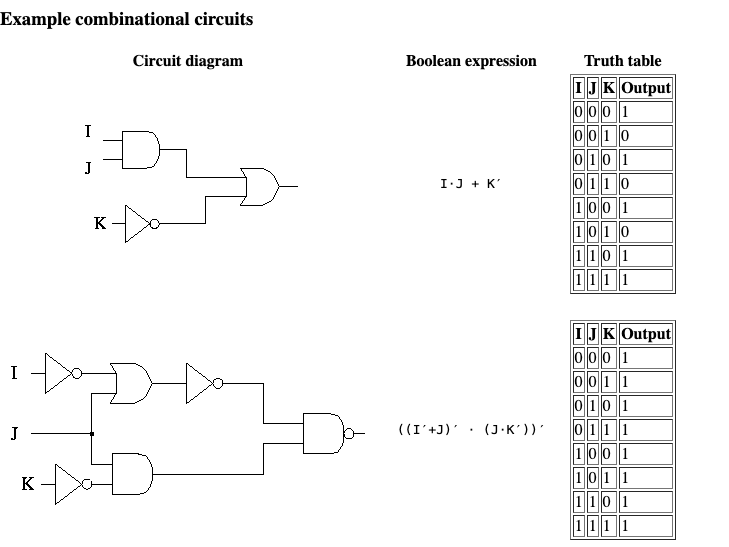 Example combinational circuits
Circuit diagram Boolean expression Truth table
I J K Output
0 0 0 1
0 0 1 0
0 1 0 1
0 1 1 0
1 0 0 1
1 0 1 0
1 1 0 1
1 1 1 1
I
J
K
I·J + K′
I J K Output
0 0 0 1
0 0 1 1
0 1 0 1
0 1 1 1
1 0 0 1
1 0 1 1
1 1 0 1
1 1 1 1
I
J
K
((I′+J)′ · (J·K′))′